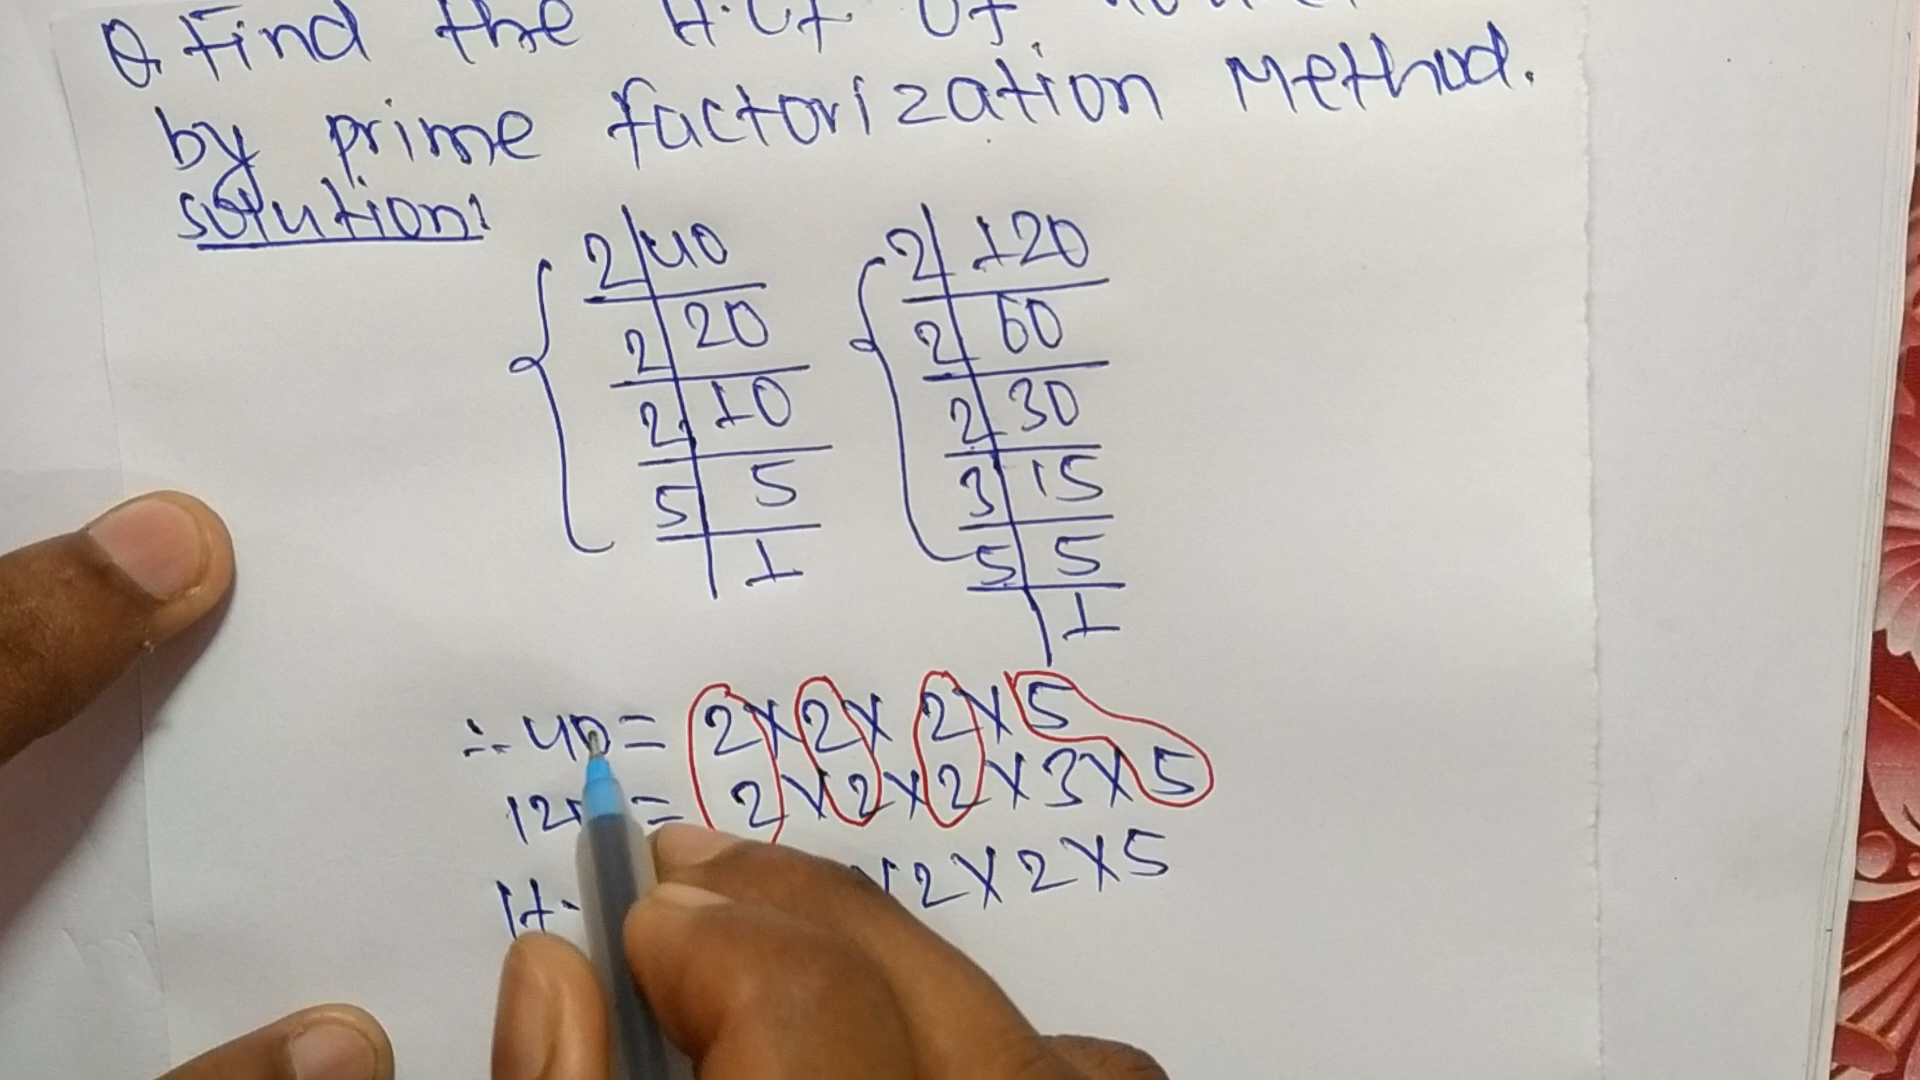 Q Find the H.C.F of
by prime factorization Method.
solution:
2 40
2 20
2 10
5 5
1
2 120
2 60
2 30
3 15
5 5
1
∴ 40 = 2×2×2×5
120 = 2×2×2×3×5
H. ×2×2×5